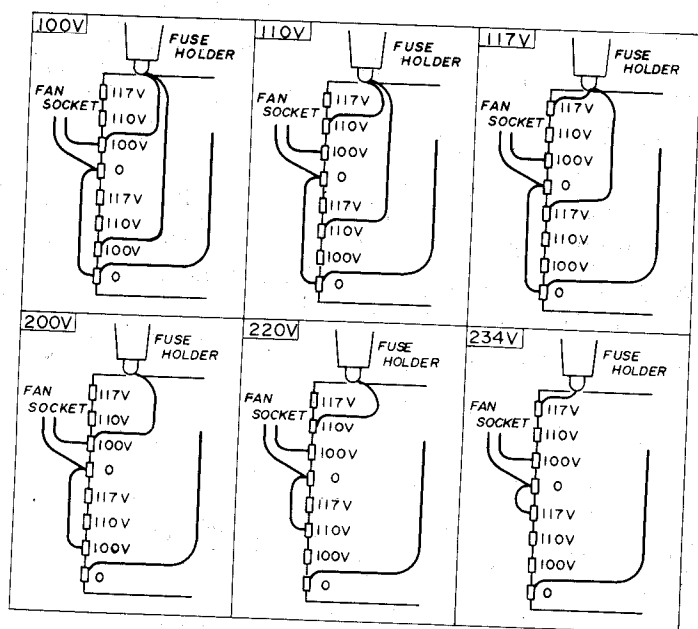 100V
FUSE
HOLDER
FAN
SOCKET
117V
110V
100V
0
117V
110V
100V
0
110V
FUSE
HOLDER
FAN
SOCKET
117V
110V
100V
0
117V
110V
100V
0
117V
FUSE
HOLDER
FAN
SOCKET
117V
110V
100V
0
117V
110V
100V
0
200V
FUSE
HOLDER
FAN
SOCKET
117V
110V
100V
0
117V
110V
100V
0
220V
FUSE
HOLDER
FAN
SOCKET
117V
110V
100V
0
117V
110V
100V
0
234V
FUSE
HOLDER
FAN
SOCKET
117V
110V
100V
0
117V
110V
100V
0